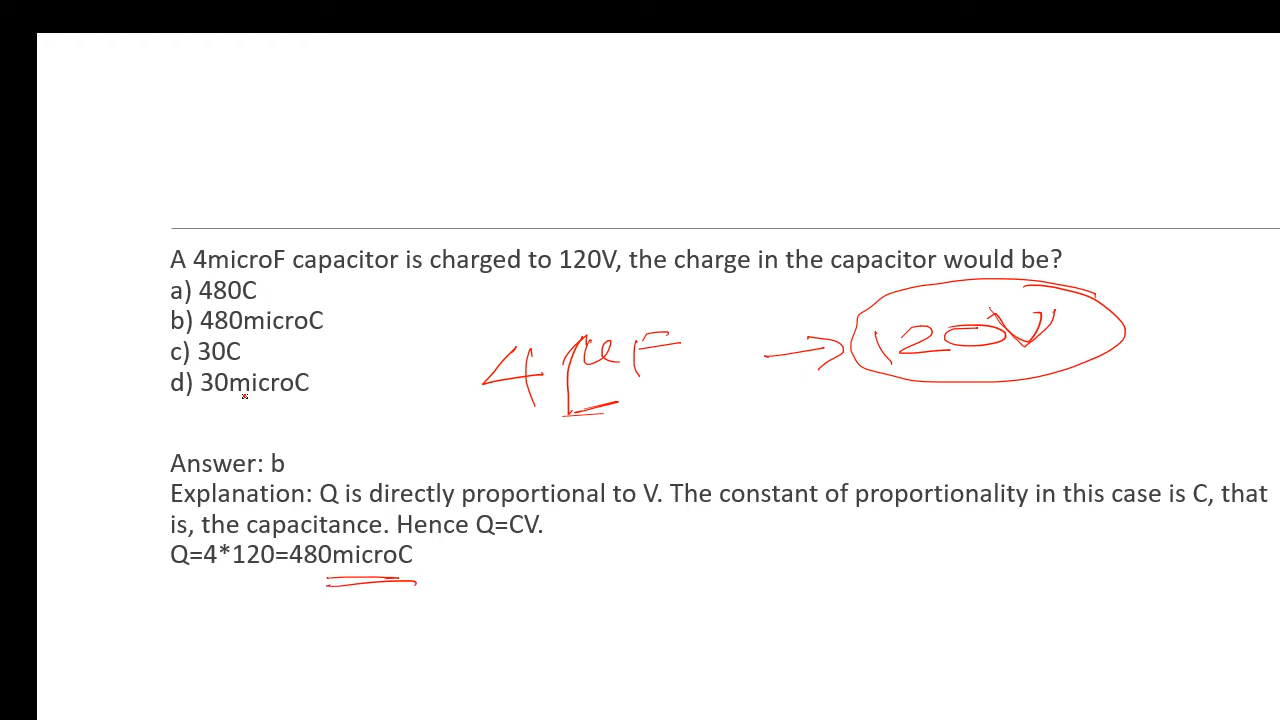 A 4microF capacitor is charged to 120V, the charge in the capacitor would be?
a) 480C
b) 480microC
c) 30C
d) 30microC
4 μF → 120V
Answer: b
Explanation: Q is directly proportional to V. The constant of proportionality in this case is C, that
is, the capacitance. Hence Q=CV.
Q=4*120=480microC